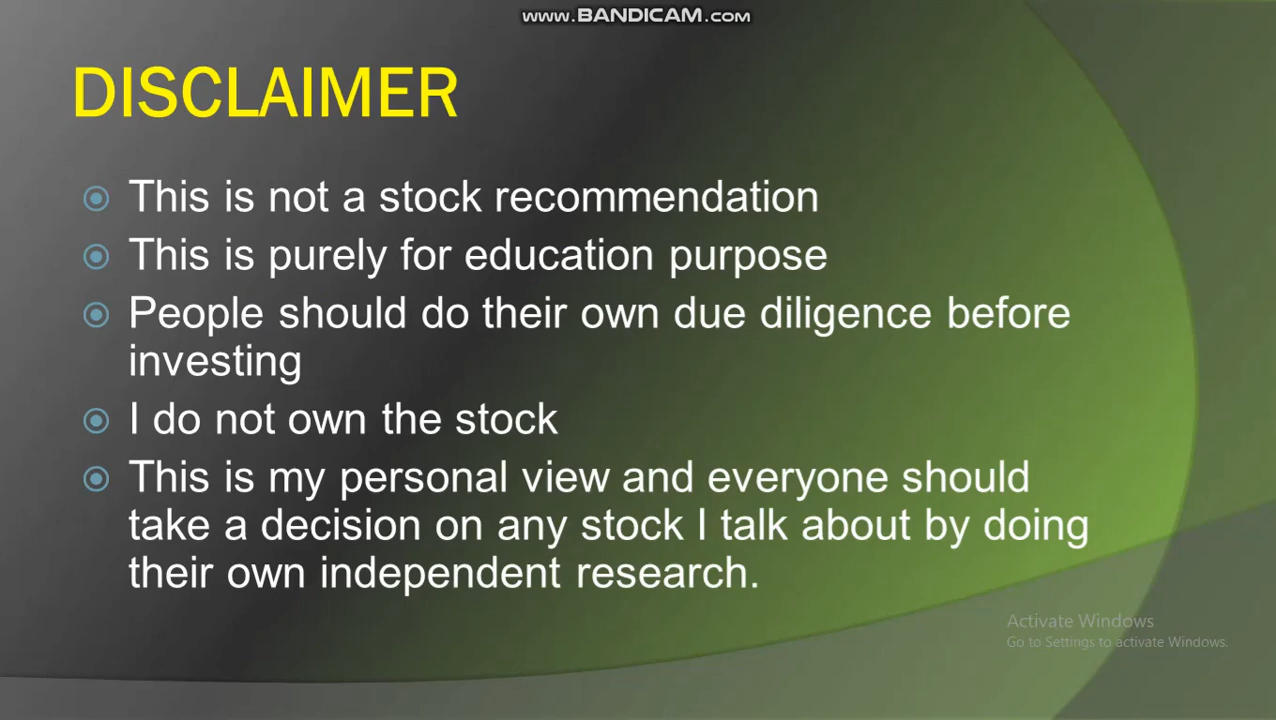 www.BANDICAM.com
DISCLAIMER
This is not a stock recommendation
This is purely for education purpose
People should do their own due diligence before
investing
I do not own the stock
This is my personal view and everyone should
take a decision on any stock I talk about by doing
their own independent research.
Activate Windows
Go to Settings to activate Windows.